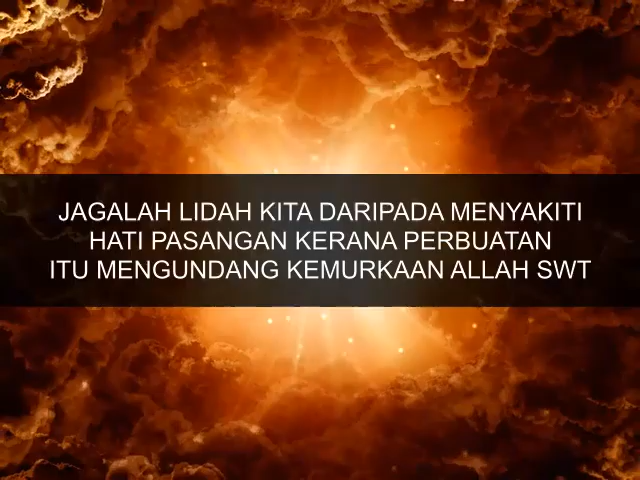 JAGALAH LIDAH KITA DARIPADA MENYAKITI
HATI PASANGAN KERANA PERBUATAN
ITU MENGUNDANG KEMURKAAN ALLAH SWT